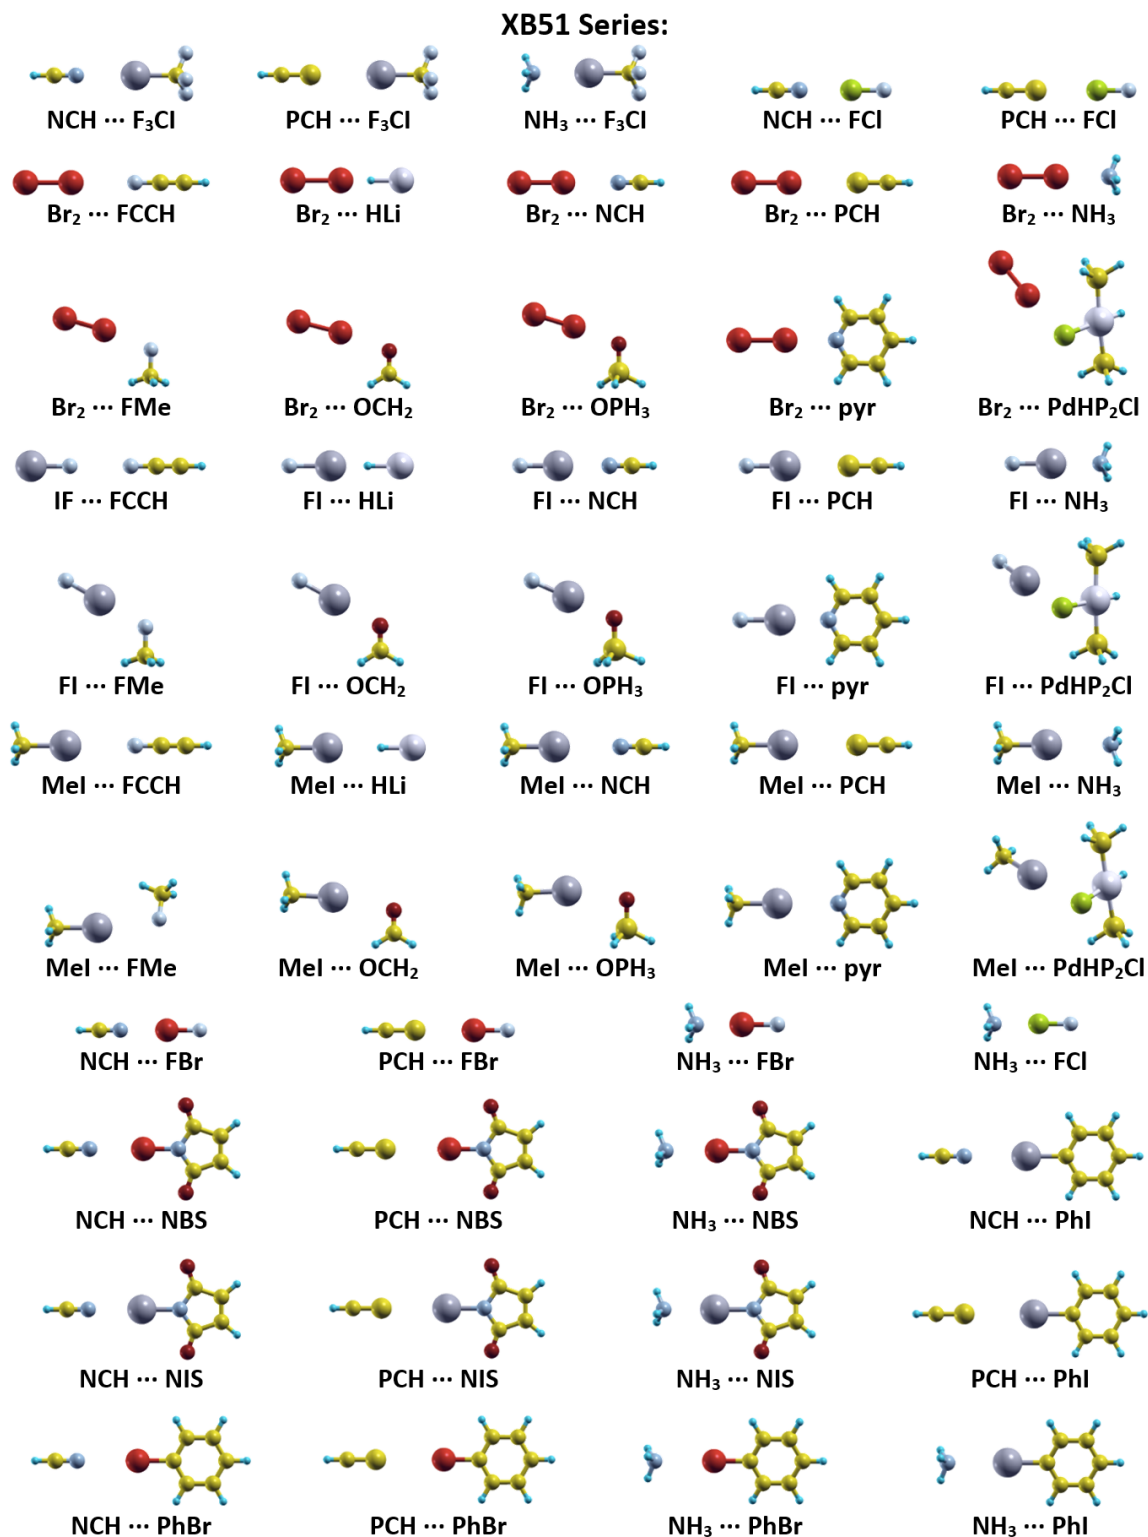 XB51 Series:
NCH ··· F₃CI PCH ··· F₃CI NH₃ ··· F₃CI NCH ··· FCl PCH ··· FCl
Br₂ ··· FCCH Br₂ ··· HLi Br₂ ··· NCH Br₂ ··· PCH Br₂ ··· NH₃
Br₂ ··· FMe Br₂ ··· OCH₂ Br₂ ··· OPH₃ Br₂ ··· pyr Br₂ ··· PdHP₂Cl
IF ··· FCCH FI ··· HLi FI ··· NCH FI ··· PCH FI ··· NH₃
FI ··· FMe FI ··· OCH₂ FI ··· OPH₃ FI ··· pyr FI ··· PdHP₂Cl
MeI ··· FCCH MeI ··· HLi MeI ··· NCH MeI ··· PCH MeI ··· NH₃
MeI ··· FMe MeI ··· OCH₂ MeI ··· OPH₃ MeI ··· pyr MeI ··· PdHP₂Cl
NCH ··· FBr PCH ··· FBr NH₃ ··· FBr NH₃ ··· FCl
NCH ··· NBS PCH ··· NBS NH₃ ··· NBS NCH ··· PhI
NCH ··· NIS PCH ··· NIS NH₃ ··· NIS PCH ··· PhI
NCH ··· PhBr PCH ··· PhBr NH₃ ··· PhBr NH₃ ··· PhI